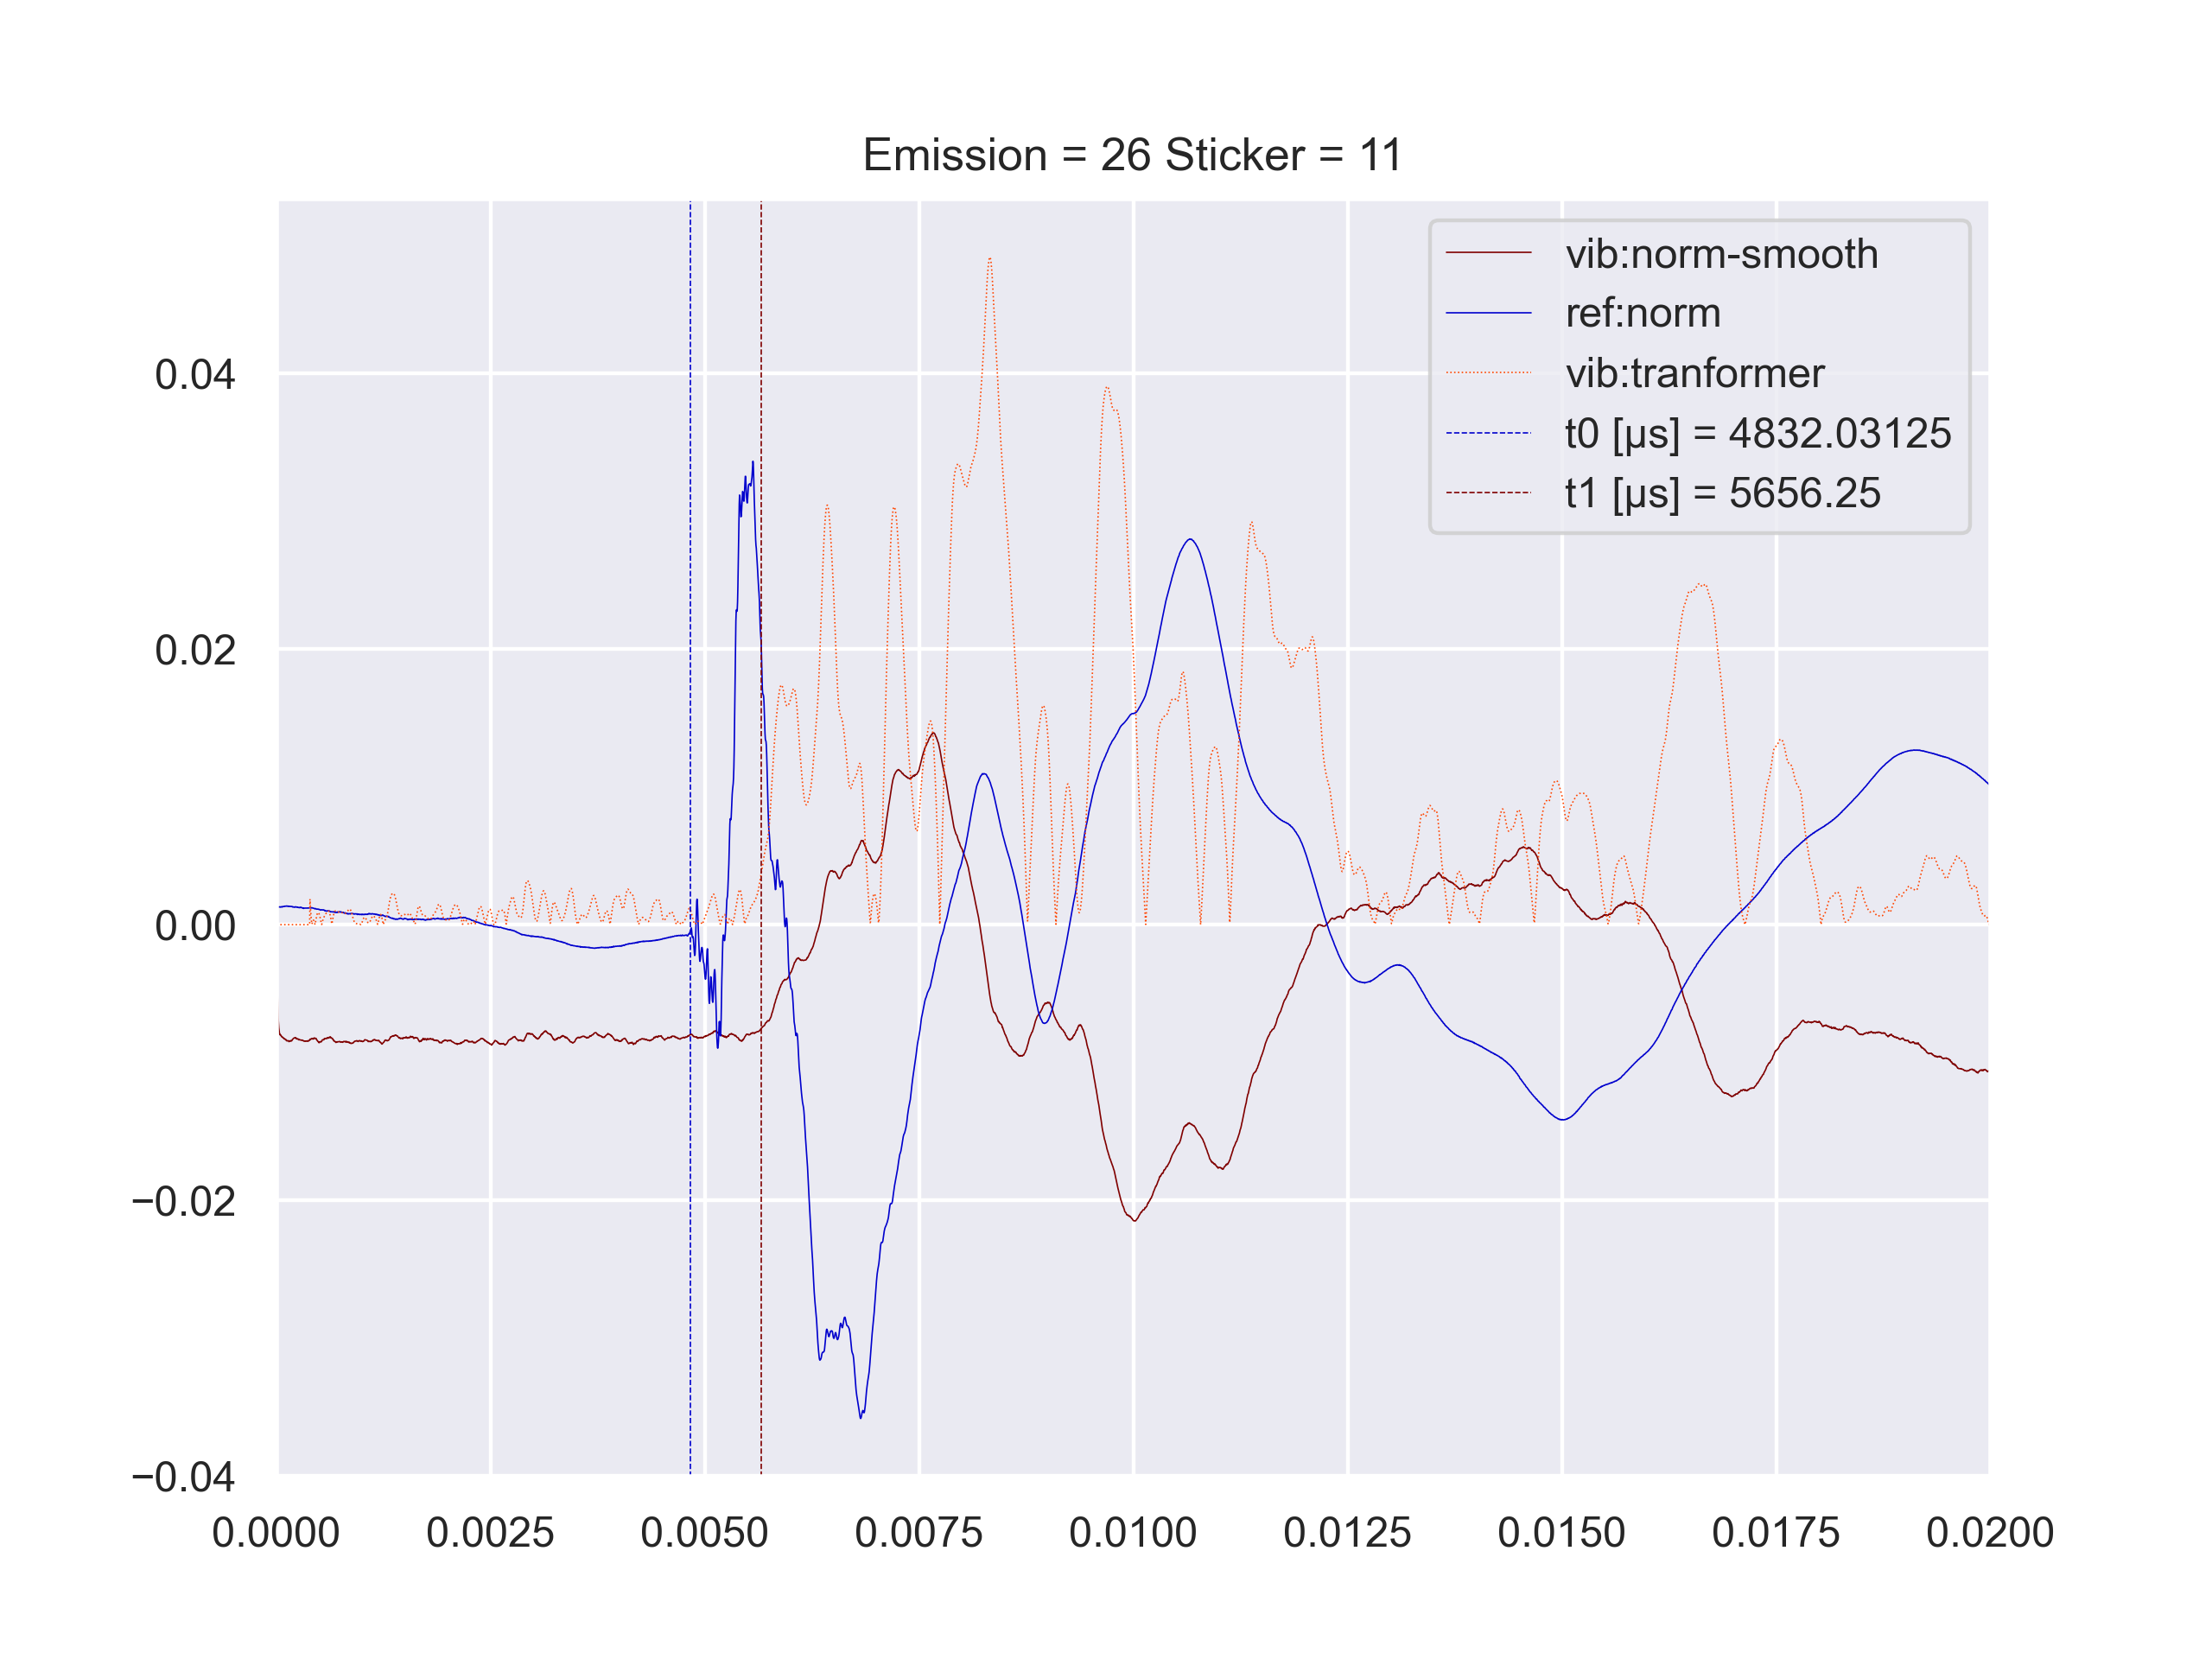 Emission = 26 Sticker = 11
vib:norm-smooth
ref:norm
vib:tranformer
t0 [µs] = 4832.03125
t1 [µs] = 5656.25
0.04
0.02
0.00
−0.02
−0.04
0.0000 0.0025 0.0050 0.0075 0.0100 0.0125 0.0150 0.0175 0.0200